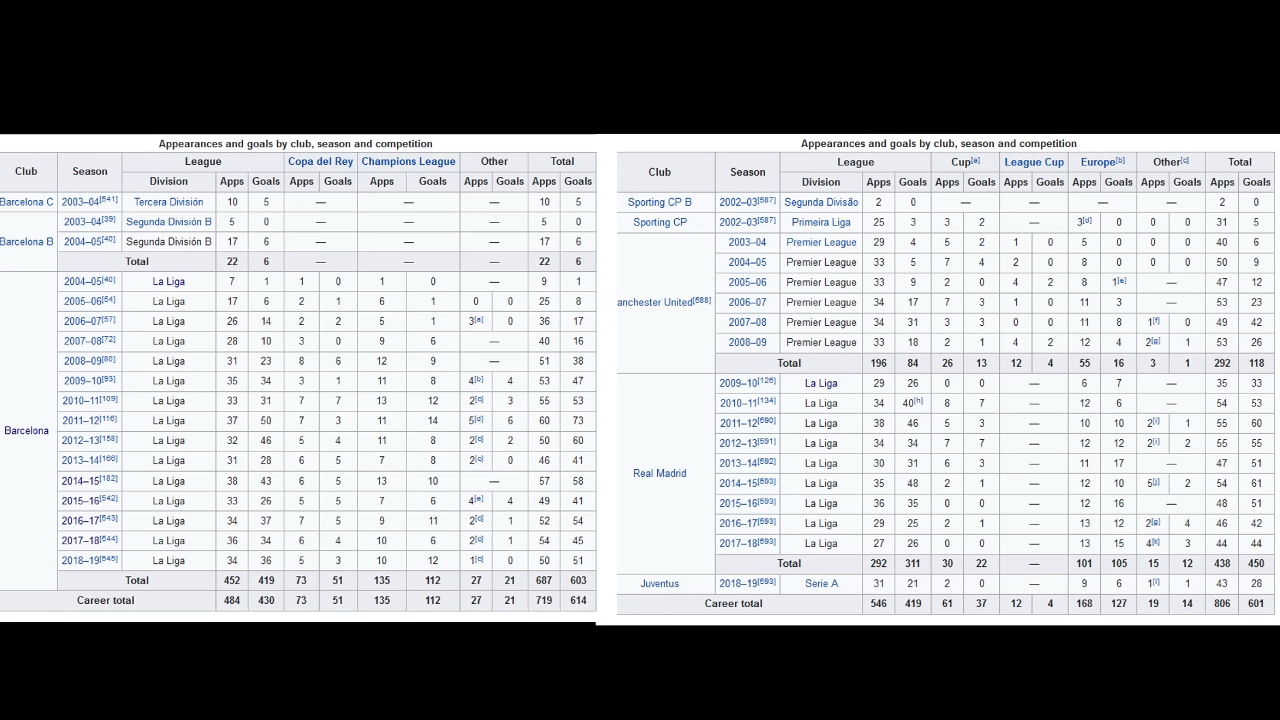 Appearances and goals by club, season and competition
Club Season League Copa del Rey Champions League Other Total
Division Apps Goals Apps Goals Apps Goals Apps Goals Apps Goals
Barcelona C 2003–04[541] Tercera División 10 5 — — — 10 5
Barcelona B 2003–04[39] Segunda División B 5 0 — — — 5 0
2004–05[40] Segunda División B 17 6 — — — 17 6
Total 22 6 — — — 22 6
Barcelona 2004–05[40] La Liga 7 1 1 0 1 0 — 9 1
2005–06[54] La Liga 17 6 2 1 6 1 0 0 25 8
2006–07[57] La Liga 26 14 2 2 5 1 3[a] 0 36 17
2007–08[72] La Liga 28 10 3 0 9 6 — 40 16
2008–09[80] La Liga 31 23 8 6 12 9 — 51 38
2009–10[93] La Liga 35 34 3 1 11 8 4[b] 4 53 47
2010–11[109] La Liga 33 31 7 7 13 12 2[c] 3 55 53
2011–12[116] La Liga 37 50 7 3 11 14 5[d] 6 60 73
2012–13[158] La Liga 32 46 5 4 11 8 2[c] 2 50 60
2013–14[166] La Liga 31 28 6 5 7 8 2[c] 0 46 41
2014–15[182] La Liga 38 43 6 5 13 10 — 57 58
2015–16[542] La Liga 33 26 5 5 7 6 4[e] 4 49 41
2016–17[543] La Liga 34 37 7 5 9 11 2[c] 1 52 54
2017–18[544] La Liga 36 34 6 4 10 6 2[c] 1 54 45
2018–19[545] La Liga 34 36 5 3 10 12 1[c] 0 50 51
Total 452 419 73 51 135 112 27 21 687 603
Career total 484 430 73 51 135 112 27 21 719 614
Appearances and goals by club, season and competition
Club Season League Cup[a] League Cup Europe[b] Other[c] Total
Division Apps Goals Apps Goals Apps Goals Apps Goals Apps Goals Apps Goals
Sporting CP B 2002–03[587] Segunda Divisão 2 0 — — — — 2 0
Sporting CP 2002–03[587] Primeira Liga 25 3 3 2 — 3[d] 0 0 0 31 5
anchester United[588] 2003–04 Premier League 29 4 5 2 1 0 5 0 0 0 40 6
2004–05 Premier League 33 5 7 4 2 0 8 0 0 0 50 9
2005–06 Premier League 33 9 2 0 4 2 8 1[e] — 47 12
2006–07 Premier League 34 17 7 3 1 0 11 3 — 53 23
2007–08 Premier League 34 31 3 3 0 0 11 8 1[f] 0 49 42
2008–09 Premier League 33 18 2 1 4 2 12 4 2[g] 1 53 26
Total 196 84 26 13 12 4 55 16 3 1 292 118
Real Madrid 2009–10[126] La Liga 29 26 0 0 — 6 7 — 35 33
2010–11[134] La Liga 34 40[h] 8 7 — 12 6 — 54 53
2011–12[590] La Liga 38 46 5 3 — 10 10 2[i] 1 55 60
2012–13[591] La Liga 34 34 7 7 — 12 12 2[i] 2 55 55
2013–14[592] La Liga 30 31 6 3 — 11 17 — 47 51
2014–15[593] La Liga 35 48 2 1 — 12 10 5[j] 2 54 61
2015–16[593] La Liga 36 35 0 0 — 12 16 — 48 51
2016–17[593] La Liga 29 25 2 1 — 13 12 2[g] 4 46 42
2017–18[593] La Liga 27 26 0 0 — 13 15 4[k] 3 44 44
Total 292 311 30 22 — 101 105 15 12 438 450
Juventus 2018–19[593] Serie A 31 21 2 0 — 9 6 1[l] 1 43 28
Career total 546 419 61 37 12 4 168 127 19 14 806 601